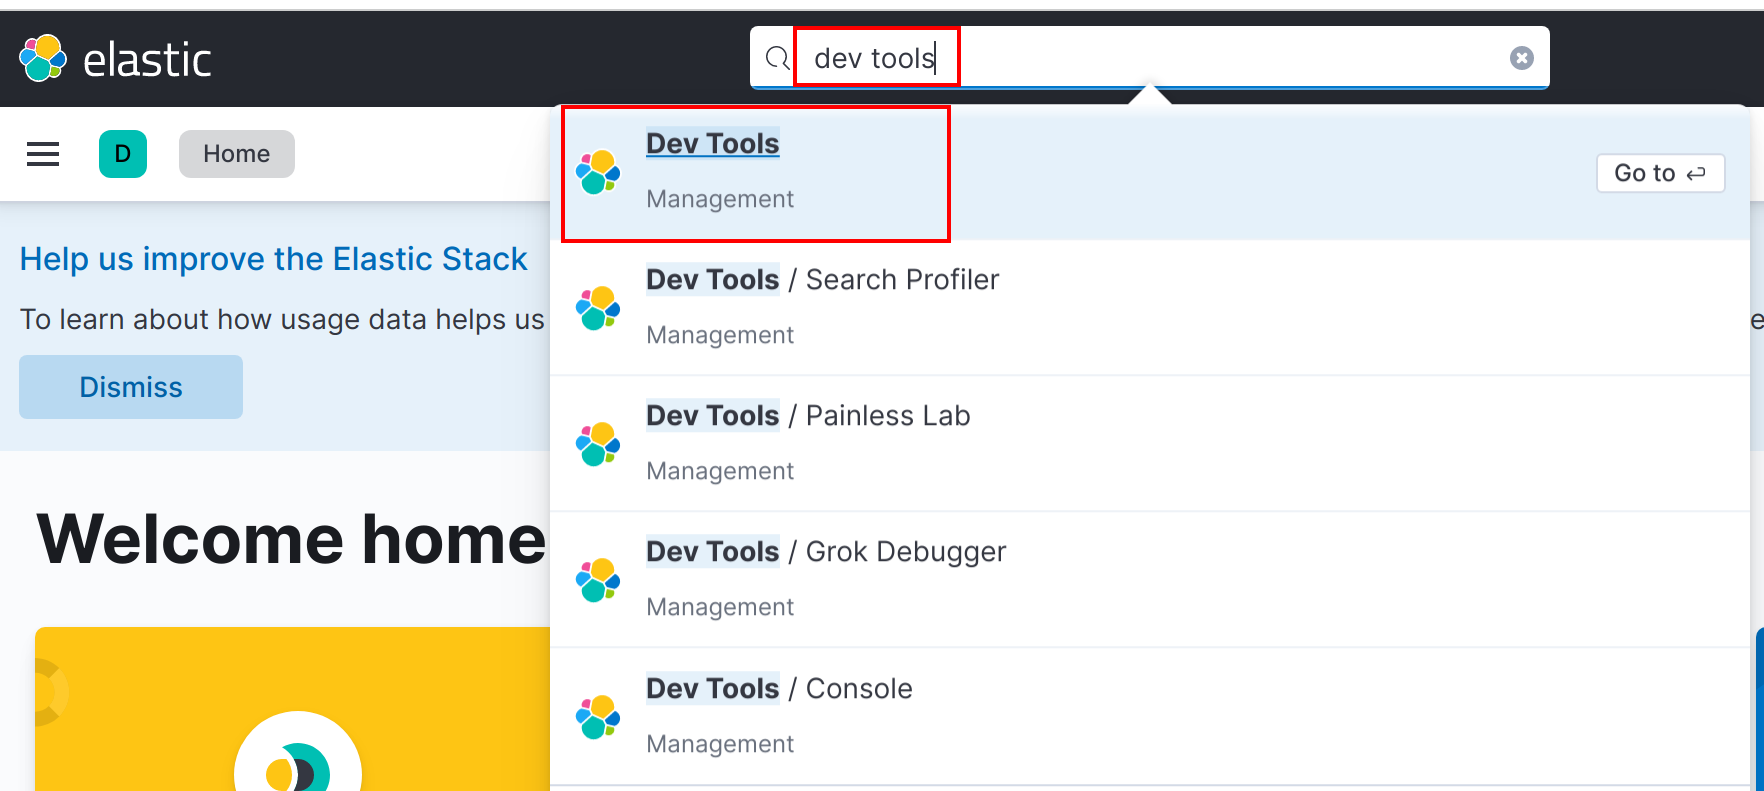 elastic
dev tools
D
Home
Dev Tools
Management
Go to
Dev Tools / Search Profiler
Management
Dev Tools / Painless Lab
Management
Dev Tools / Grok Debugger
Management
Dev Tools / Console
Management
Help us improve the Elastic Stack
To learn about how usage data helps us
Dismiss
Welcome home